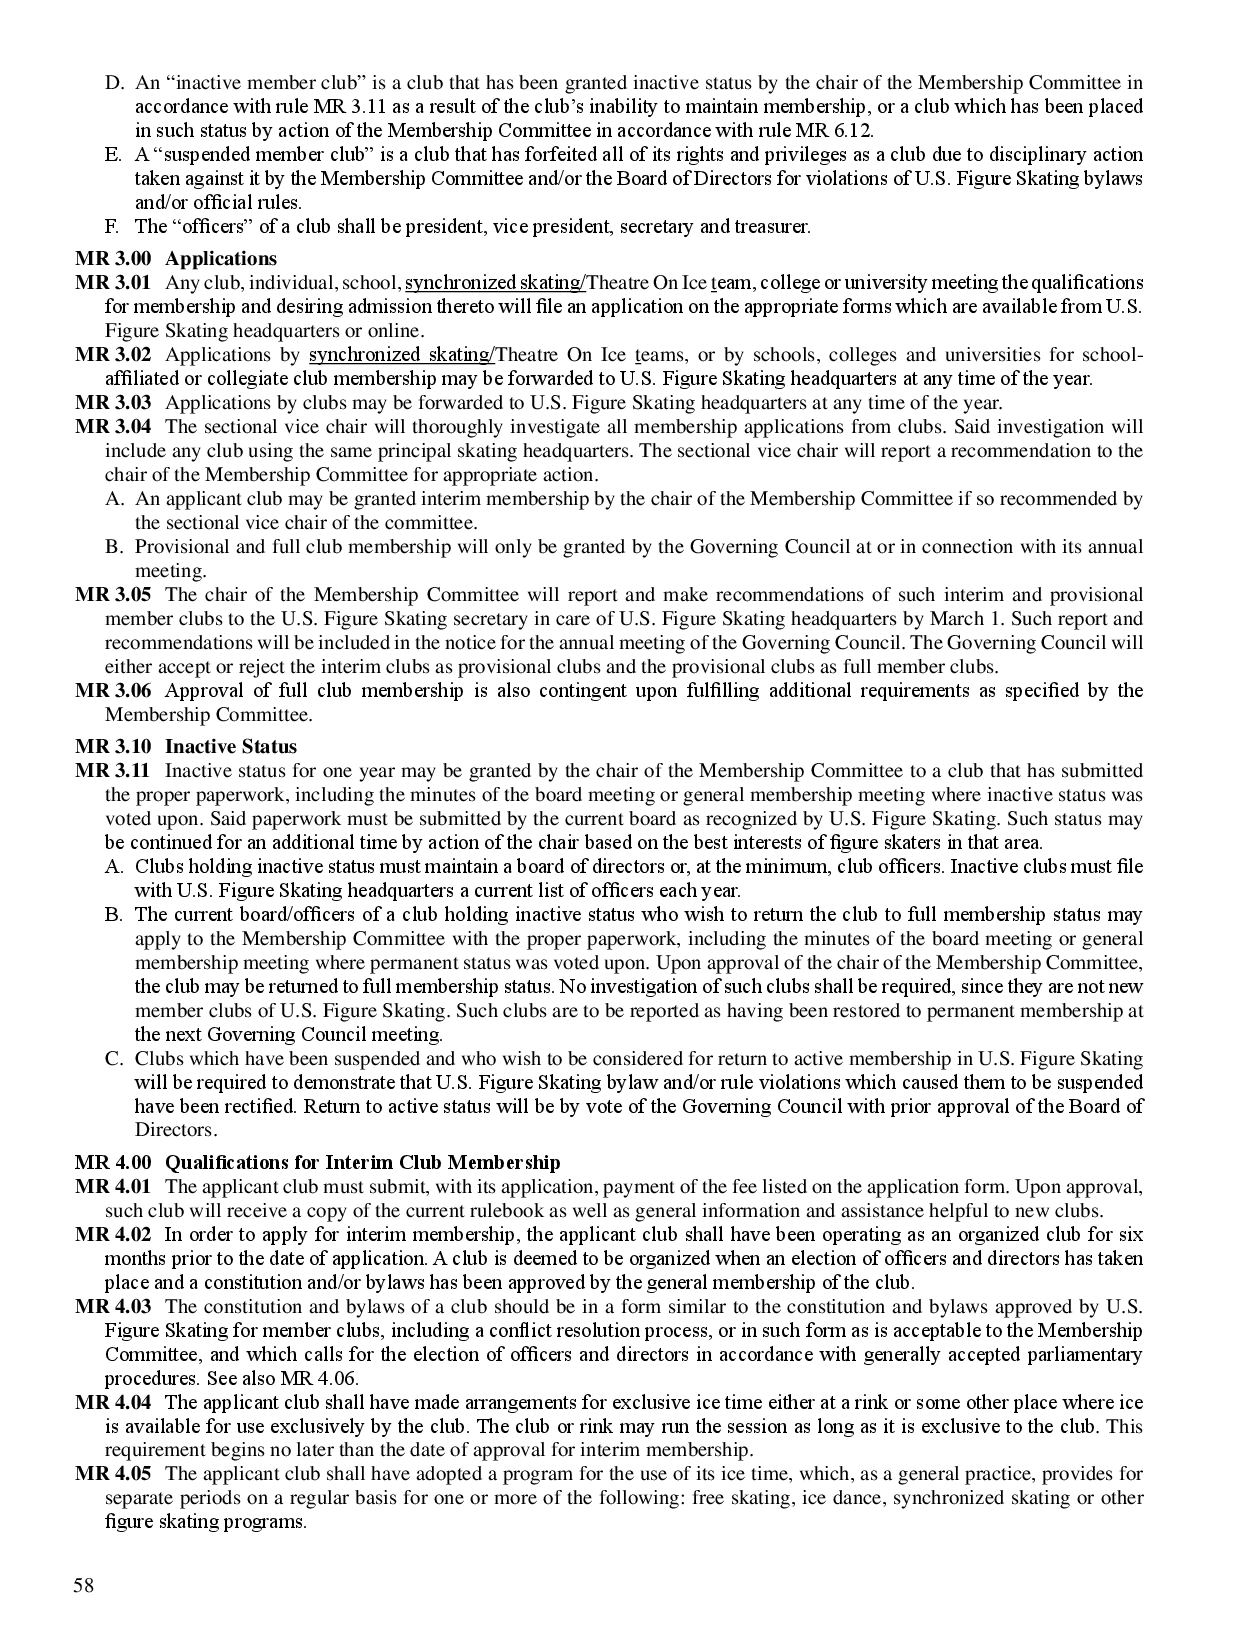 D. An “inactive member club” is a club that has been granted inactive status by the chair of the Membership Committee in
accordance with rule MR 3.11 as a result of the club’s inability to maintain membership, or a club which has been placed
in such status by action of the Membership Committee in accordance with rule MR 6.12.
E. A “suspended member club” is a club that has forfeited all of its rights and privileges as a club due to disciplinary action
taken against it by the Membership Committee and/or the Board of Directors for violations of U.S. Figure Skating bylaws
and/or official rules.
F. The “officers” of a club shall be president, vice president, secretary and treasurer.
MR 3.00 Applications
MR 3.01 Any club, individual, school, synchronized skating/Theatre On Ice team, college or university meeting the qualifications
for membership and desiring admission thereto will file an application on the appropriate forms which are available from U.S.
Figure Skating headquarters or online.
MR 3.02 Applications by synchronized skating/Theatre On Ice teams, or by schools, colleges and universities for school-
affiliated or collegiate club membership may be forwarded to U.S. Figure Skating headquarters at any time of the year.
MR 3.03 Applications by clubs may be forwarded to U.S. Figure Skating headquarters at any time of the year.
MR 3.04 The sectional vice chair will thoroughly investigate all membership applications from clubs. Said investigation will
include any club using the same principal skating headquarters. The sectional vice chair will report a recommendation to the
chair of the Membership Committee for appropriate action.
A. An applicant club may be granted interim membership by the chair of the Membership Committee if so recommended by
the sectional vice chair of the committee.
B. Provisional and full club membership will only be granted by the Governing Council at or in connection with its annual
meeting.
MR 3.05 The chair of the Membership Committee will report and make recommendations of such interim and provisional
member clubs to the U.S. Figure Skating secretary in care of U.S. Figure Skating headquarters by March 1. Such report and
recommendations will be included in the notice for the annual meeting of the Governing Council. The Governing Council will
either accept or reject the interim clubs as provisional clubs and the provisional clubs as full member clubs.
MR 3.06 Approval of full club membership is also contingent upon fulfilling additional requirements as specified by the
Membership Committee.
MR 3.10 Inactive Status
MR 3.11 Inactive status for one year may be granted by the chair of the Membership Committee to a club that has submitted
the proper paperwork, including the minutes of the board meeting or general membership meeting where inactive status was
voted upon. Said paperwork must be submitted by the current board as recognized by U.S. Figure Skating. Such status may
be continued for an additional time by action of the chair based on the best interests of figure skaters in that area.
A. Clubs holding inactive status must maintain a board of directors or, at the minimum, club officers. Inactive clubs must file
with U.S. Figure Skating headquarters a current list of officers each year.
B. The current board/officers of a club holding inactive status who wish to return the club to full membership status may
apply to the Membership Committee with the proper paperwork, including the minutes of the board meeting or general
membership meeting where permanent status was voted upon. Upon approval of the chair of the Membership Committee,
the club may be returned to full membership status. No investigation of such clubs shall be required, since they are not new
member clubs of U.S. Figure Skating. Such clubs are to be reported as having been restored to permanent membership at
the next Governing Council meeting.
C. Clubs which have been suspended and who wish to be considered for return to active membership in U.S. Figure Skating
will be required to demonstrate that U.S. Figure Skating bylaw and/or rule violations which caused them to be suspended
have been rectified. Return to active status will be by vote of the Governing Council with prior approval of the Board of
Directors.
MR 4.00 Qualifications for Interim Club Membership
MR 4.01 The applicant club must submit, with its application, payment of the fee listed on the application form. Upon approval,
such club will receive a copy of the current rulebook as well as general information and assistance helpful to new clubs.
MR 4.02 In order to apply for interim membership, the applicant club shall have been operating as an organized club for six
months prior to the date of application. A club is deemed to be organized when an election of officers and directors has taken
place and a constitution and/or bylaws has been approved by the general membership of the club.
MR 4.03 The constitution and bylaws of a club should be in a form similar to the constitution and bylaws approved by U.S.
Figure Skating for member clubs, including a conflict resolution process, or in such form as is acceptable to the Membership
Committee, and which calls for the election of officers and directors in accordance with generally accepted parliamentary
procedures. See also MR 4.06.
MR 4.04 The applicant club shall have made arrangements for exclusive ice time either at a rink or some other place where ice
is available for use exclusively by the club. The club or rink may run the session as long as it is exclusive to the club. This
requirement begins no later than the date of approval for interim membership.
MR 4.05 The applicant club shall have adopted a program for the use of its ice time, which, as a general practice, provides for
separate periods on a regular basis for one or more of the following: free skating, ice dance, synchronized skating or other
figure skating programs.
58